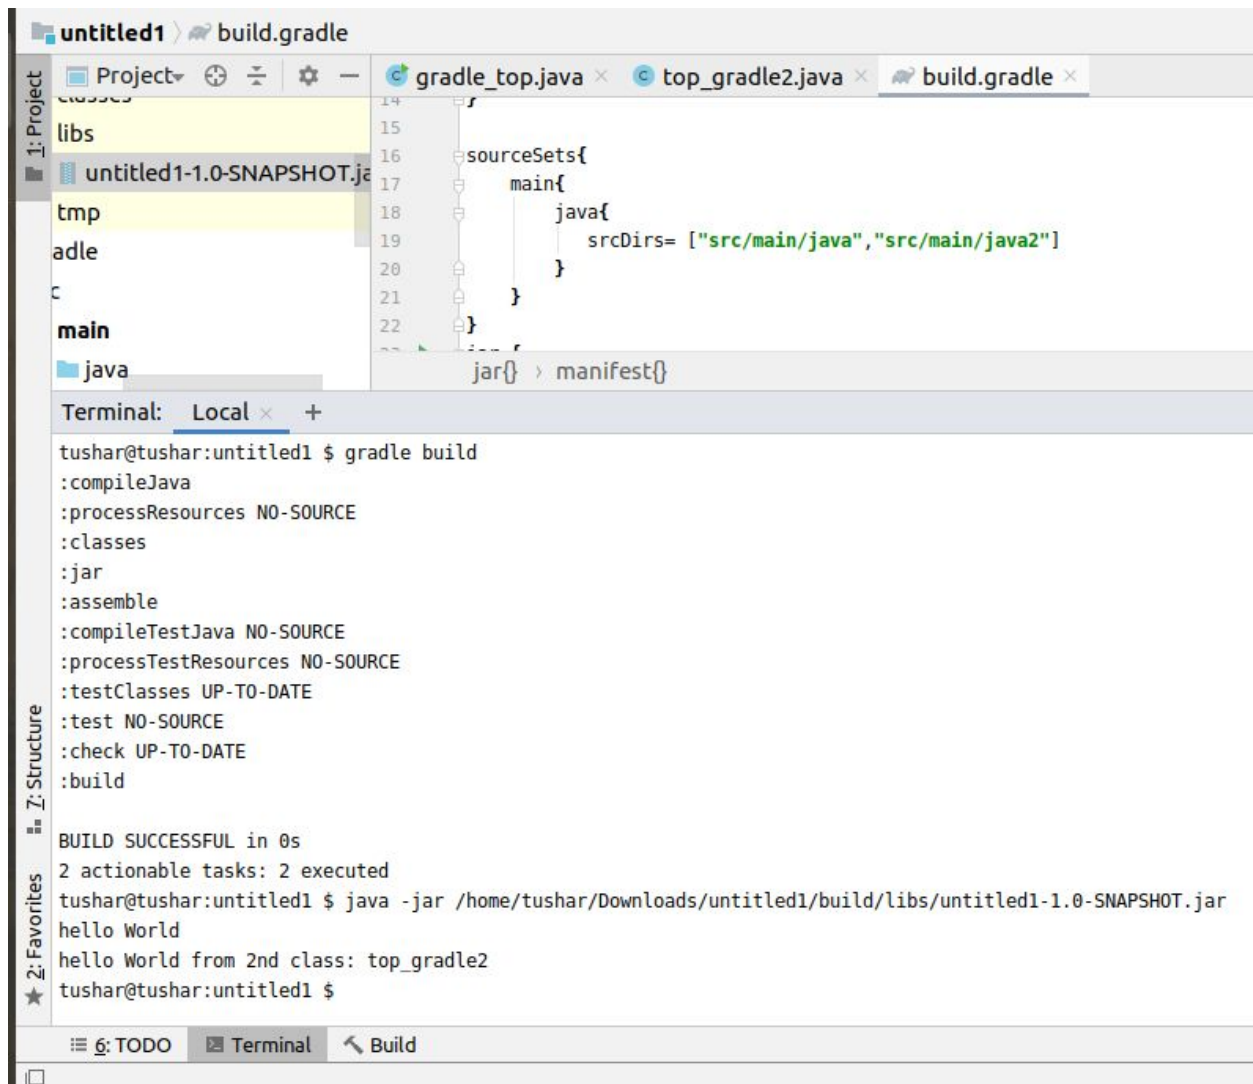 untitled1 build.gradle
1: Project
Project
gradle_top.java
top_gradle2.java
build.gradle
classes
libs
untitled1-1.0-SNAPSHOT.ja
tmp
adle
c
main
java
14 }
15
16 sourceSets{
17 main{
18 java{
19 srcDirs= ["src/main/java","src/main/java2"]
20 }
21 }
22 }
23 jar {
jar{} › manifest{}
Terminal: Local +
tushar@tushar:untitled1 $ gradle build
:compileJava
:processResources NO-SOURCE
:classes
:jar
:assemble
:compileTestJava NO-SOURCE
:processTestResources NO-SOURCE
:testClasses UP-TO-DATE
:test NO-SOURCE
:check UP-TO-DATE
:build
BUILD SUCCESSFUL in 0s
2 actionable tasks: 2 executed
tushar@tushar:untitled1 $ java -jar /home/tushar/Downloads/untitled1/build/libs/untitled1-1.0-SNAPSHOT.jar
hello World
hello World from 2nd class: top_gradle2
tushar@tushar:untitled1 $
7: Structure
2: Favorites
6: TODO
Terminal
Build